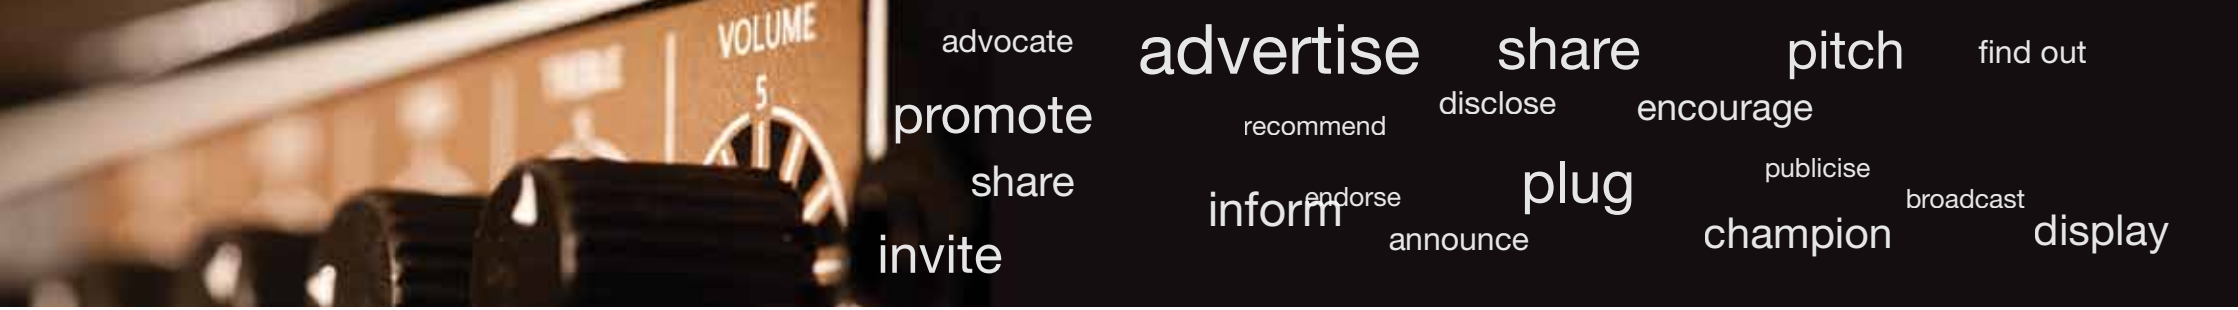 VOLUME
5
advocate advertise share pitch find out
promote recommend disclose encourage
share inform endorse plug publicise broadcast
invite announce champion display